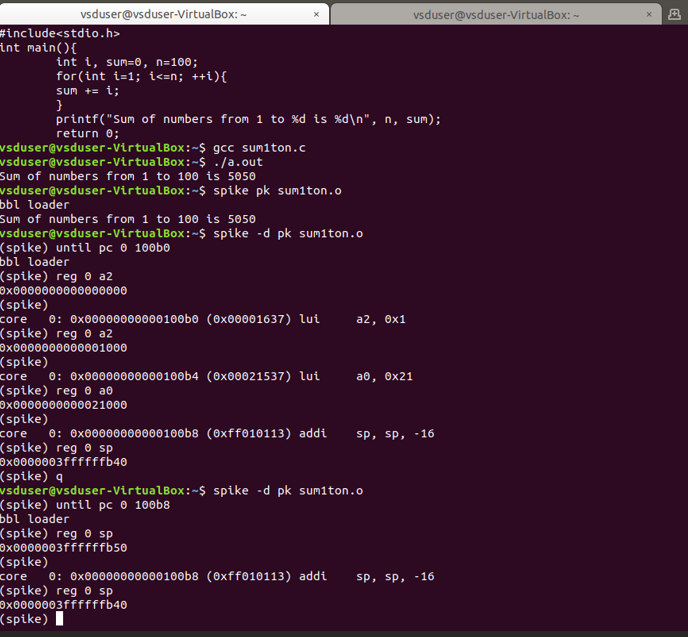 vsduser@vsduser-VirtualBox: ~ × vsduser@vsduser-VirtualBox: ~ ×
#include<stdio.h>
int main(){
        int i, sum=0, n=100;
        for(int i=1; i<=n; ++i){
        sum += i;
        }
        printf("Sum of numbers from 1 to %d is %d\n", n, sum);
        return 0;
vsduser@vsduser-VirtualBox:~$ gcc sum1ton.c
vsduser@vsduser-VirtualBox:~$ ./a.out
Sum of numbers from 1 to 100 is 5050
vsduser@vsduser-VirtualBox:~$ spike pk sum1ton.o
bbl loader
Sum of numbers from 1 to 100 is 5050
vsduser@vsduser-VirtualBox:~$ spike -d pk sum1ton.o
(spike) until pc 0 100b0
bbl loader
(spike) reg 0 a2
0x0000000000000000
(spike)
core   0: 0x00000000000100b0 (0x00001637) lui     a2, 0x1
(spike) reg 0 a2
0x0000000000001000
(spike)
core   0: 0x00000000000100b4 (0x00021537) lui     a0, 0x21
(spike) reg 0 a0
0x0000000000021000
(spike)
core   0: 0x00000000000100b8 (0xff010113) addi    sp, sp, -16
(spike) reg 0 sp
0x0000003ffffffb40
(spike) q
vsduser@vsduser-VirtualBox:~$ spike -d pk sum1ton.o
(spike) until pc 0 100b8
bbl loader
(spike) reg 0 sp
0x0000003ffffffb50
(spike)
core   0: 0x00000000000100b8 (0xff010113) addi    sp, sp, -16
(spike) reg 0 sp
0x0000003ffffffb40
(spike)